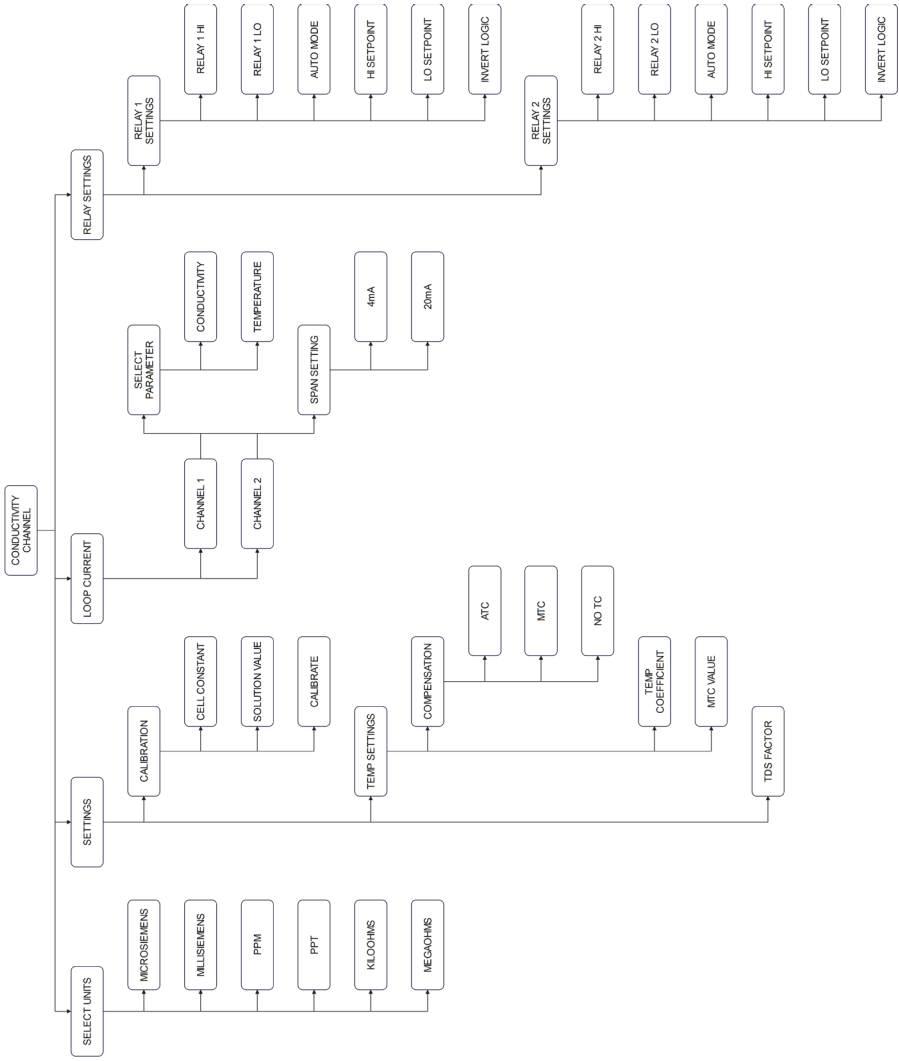 CONDUCTIVITY
CHANNEL
SELECT UNITS
MICROSIEMENS
MILLISIEMENS
PPM
PPT
KILOOHMS
MEGAOHMS
SETTINGS
CALIBRATION
CELL CONSTANT
SOLUTION VALUE
CALIBRATE
TEMP SETTINGS
COMPENSATION
ATC
MTC
NO TC
TEMP
COEFFICIENT
MTC VALUE
TDS FACTOR
LOOP CURRENT
CHANNEL 1
CHANNEL 2
SELECT
PARAMETER
CONDUCTIVITY
TEMPERATURE
SPAN SETTING
4mA
20mA
RELAY SETTINGS
RELAY 1
SETTINGS
RELAY 1 HI
RELAY 1 LO
AUTO MODE
HI SETPOINT
LO SETPOINT
INVERT LOGIC
RELAY 2
SETTINGS
RELAY 2 HI
RELAY 2 LO
AUTO MODE
HI SETPOINT
LO SETPOINT
INVERT LOGIC